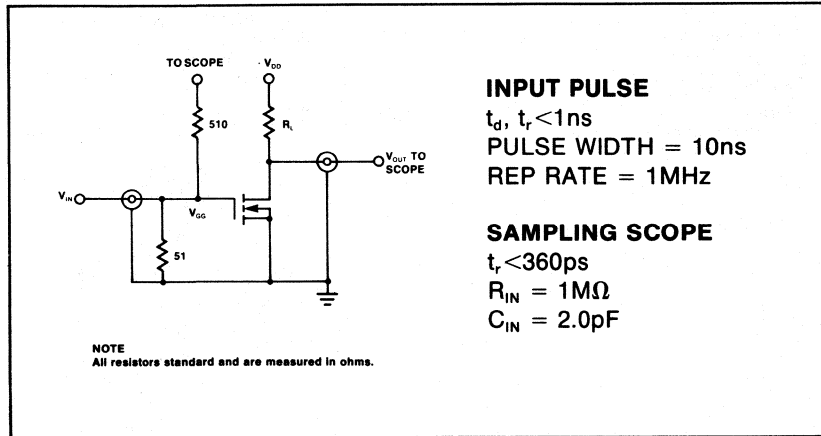 TO SCOPE
V_DD
510
R_L
V_OUT TO
SCOPE
V_IN
V_GG
51
NOTE
All resistors standard and are measured in ohms.
INPUT PULSE
t_d, t_r<1ns
PULSE WIDTH = 10ns
REP RATE = 1MHz
SAMPLING SCOPE
t_r<360ps
R_IN = 1MΩ
C_IN = 2.0pF